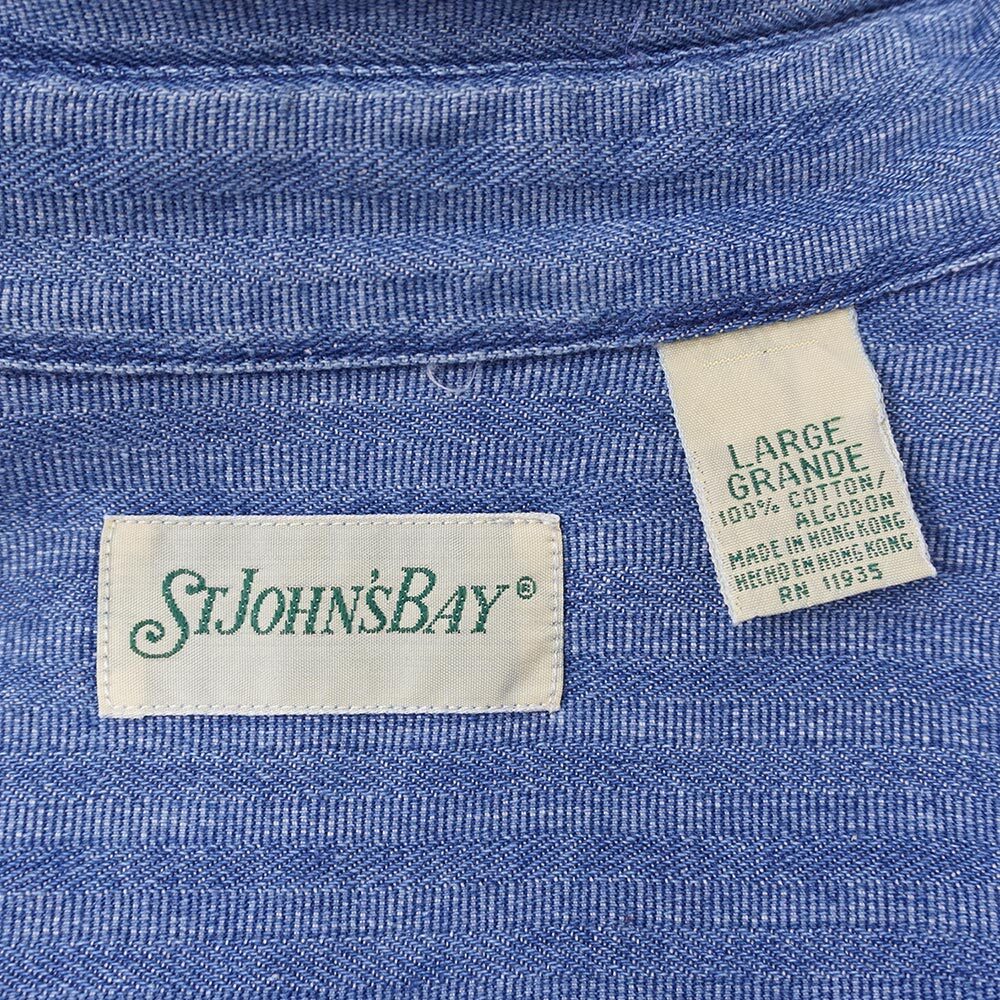 STJOHN'SBAY®
LARGE
GRANDE
100% COTTON/
ALGODON
MADE IN HONG KONG
HECHO EN HONG KONG
RN 11935